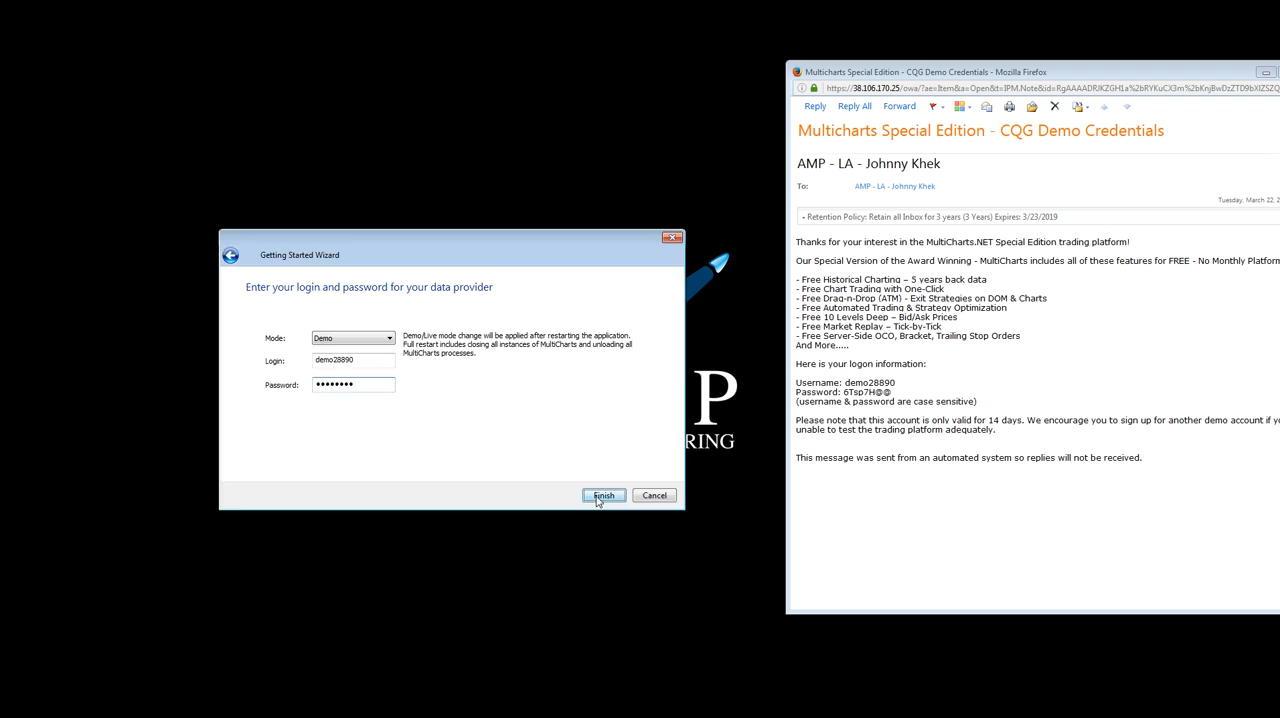 Getting Started Wizard
Enter your login and password for your data provider
Mode: Demo
Demo/Live mode change will be applied after restarting the application.
Full restart includes closing all instances of MultiCharts and unloading all
MultiCharts processes.
Login: demo28890
Password: ••••••••
Finish Cancel
P
RING
Multicharts Special Edition - CQG Demo Credentials - Mozilla Firefox
Reply Reply All Forward
Multicharts Special Edition - CQG Demo Credentials
AMP - LA - Johnny Khek
To: AMP - LA - Johnny Khek
Tuesday, March 22, 2
- Retention Policy: Retain all Inbox for 3 years (3 Years) Expires: 3/23/2019
Thanks for your interest in the MultiCharts.NET Special Edition trading platform!
Our Special Version of the Award Winning - MultiCharts includes all of these features for FREE - No Monthly Platform
- Free Historical Charting – 5 years back data
- Free Chart Trading with One-Click
- Free Drag-n-Drop (ATM) - Exit Strategies on DOM & Charts
- Free Automated Trading & Strategy Optimization
- Free 10 Levels Deep – Bid/Ask Prices
- Free Market Replay – Tick-by-Tick
- Free Server-Side OCO, Bracket, Trailing Stop Orders
And More.....
Here is your logon information:
Username: demo28890
Password: 6Tsp7H@@
(username & password are case sensitive)
Please note that this account is only valid for 14 days. We encourage you to sign up for another demo account if yo
unable to test the trading platform adequately.
This message was sent from an automated system so replies will not be received.